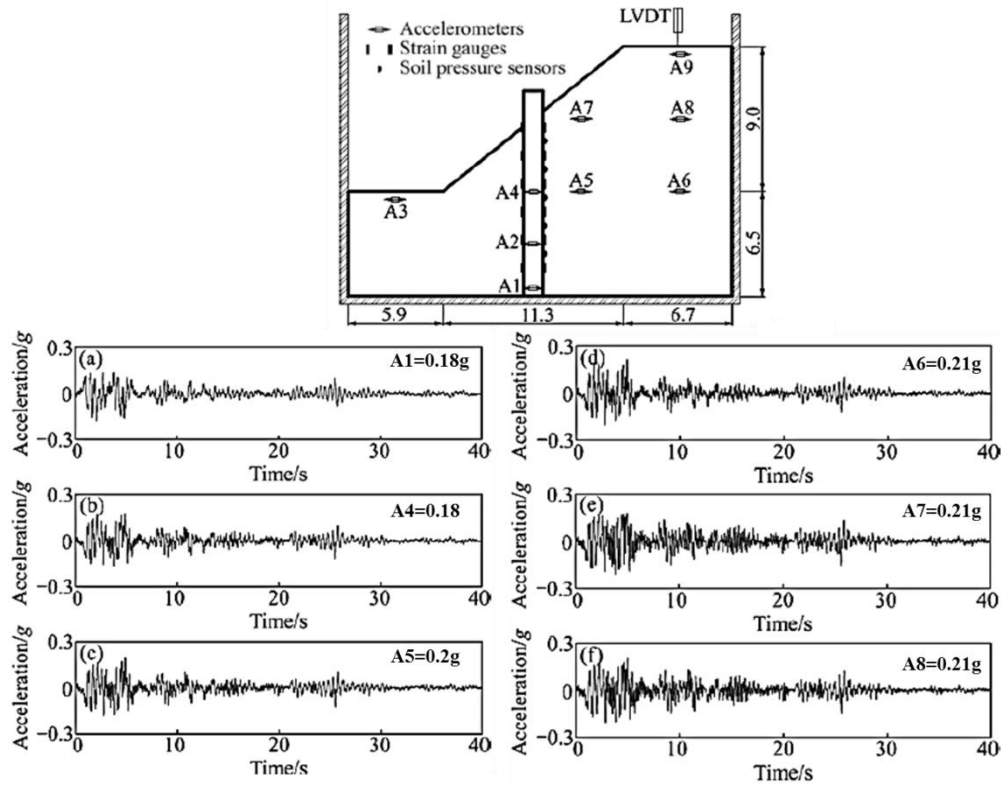 LVDT
Accelerometers
Strain gauges
Soil pressure sensors
A9
A7
A8
9.0
A4
A5
A6
A3
A2
6.5
A1
5.9
11.3
6.7
(a)
A1=0.18g
Acceleration/g
0.3
0
−0.3
0
10
20
30
40
Time/s
(b)
A4=0.18
Acceleration/g
0.3
0
−0.3
0
10
20
30
40
Time/s
(c)
A5=0.2g
Acceleration/g
0.3
0
−0.3
0
10
20
30
40
Time/s
(d)
A6=0.21g
Acceleration/g
0.3
0
−0.3
0
10
20
30
40
Time/s
(e)
A7=0.21g
Acceleration/g
0.3
0
−0.3
0
10
20
30
40
Time/s
(f)
A8=0.21g
Acceleration/g
0.3
0
−0.3
0
10
20
30
40
Time/s